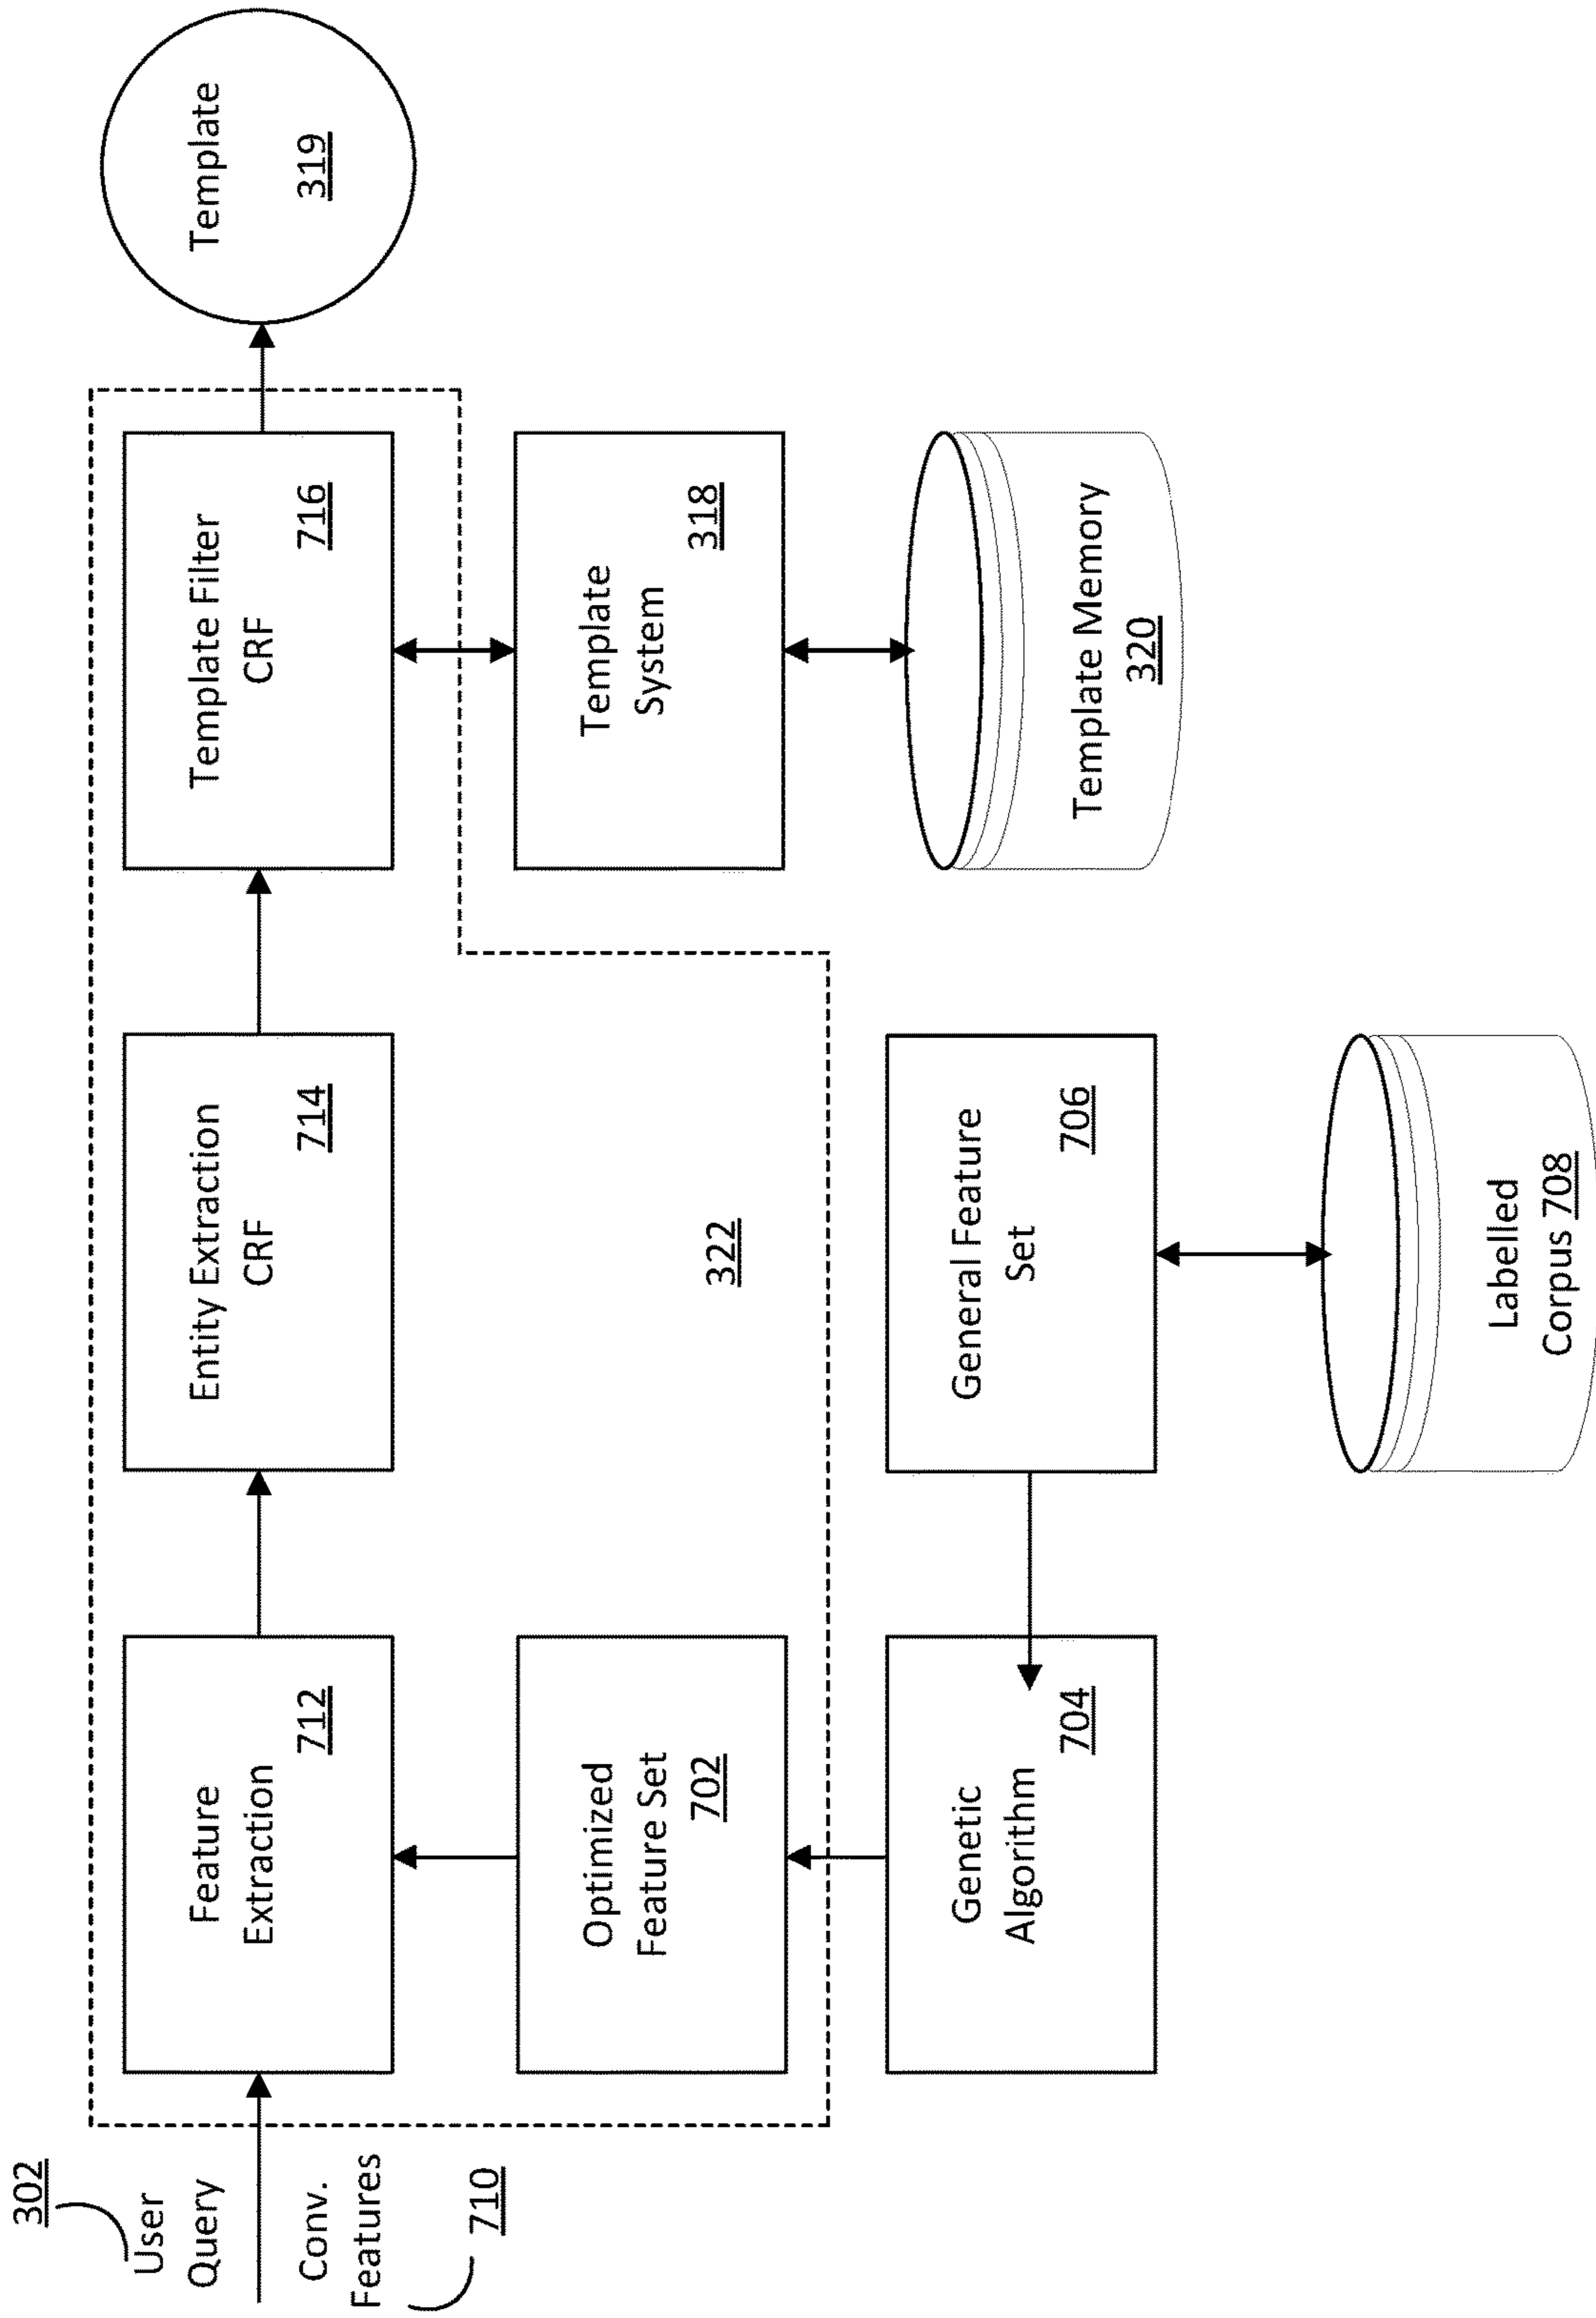 302
User
Query
Conv.
Features
710
Feature
Extraction
712
Entity Extraction
CRF
714
Template Filter
CRF
716
Template
319
Optimized
Feature Set
702
322
Template
System
318
Genetic
Algorithm
704
General Feature
Set
706
Template Memory
320
Labelled
Corpus 708